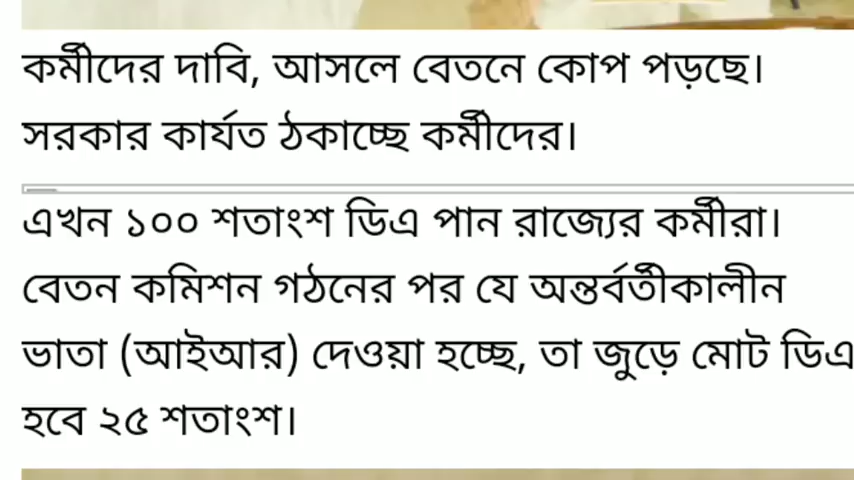 কর্মীদের দাবি, আসলে বেতনে কোপ পড়ছে।
সরকার কার্যত ঠকাচ্ছে কর্মীদের।
এখন ১০০ শতাংশ ডিএ পান রাজ্যের কর্মীরা।
বেতন কমিশন গঠনের পর যে অন্তর্বর্তীকালীন
ভাতা (আইআর) দেওয়া হচ্ছে, তা জুড়ে মোট ডিএ
হবে ২৫ শতাংশ।